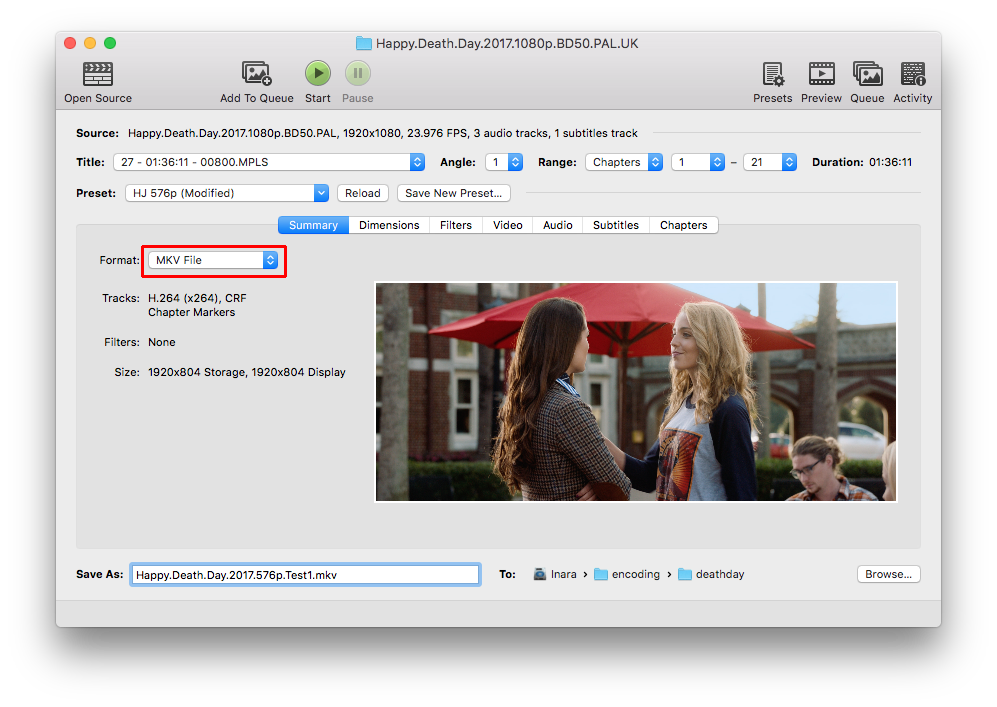 Happy.Death.Day.2017.1080p.BD50.PAL.UK
Open Source Add To Queue Start Pause Presets Preview Queue Activity
Source: Happy.Death.Day.2017.1080p.BD50.PAL, 1920x1080, 23.976 FPS, 3 audio tracks, 1 subtitles track
Title: 27 - 01:36:11 - 00800.MPLS Angle: 1 Range: Chapters 1 – 21 Duration: 01:36:11
Preset: HJ 576p (Modified) Reload Save New Preset...
Summary Dimensions Filters Video Audio Subtitles Chapters
Format: MKV File
Tracks: H.264 (x264), CRF
Chapter Markers
Filters: None
Size: 1920x804 Storage, 1920x804 Display
Save As: Happy.Death.Day.2017.576p.Test1.mkv To: Inara › encoding › deathday Browse...